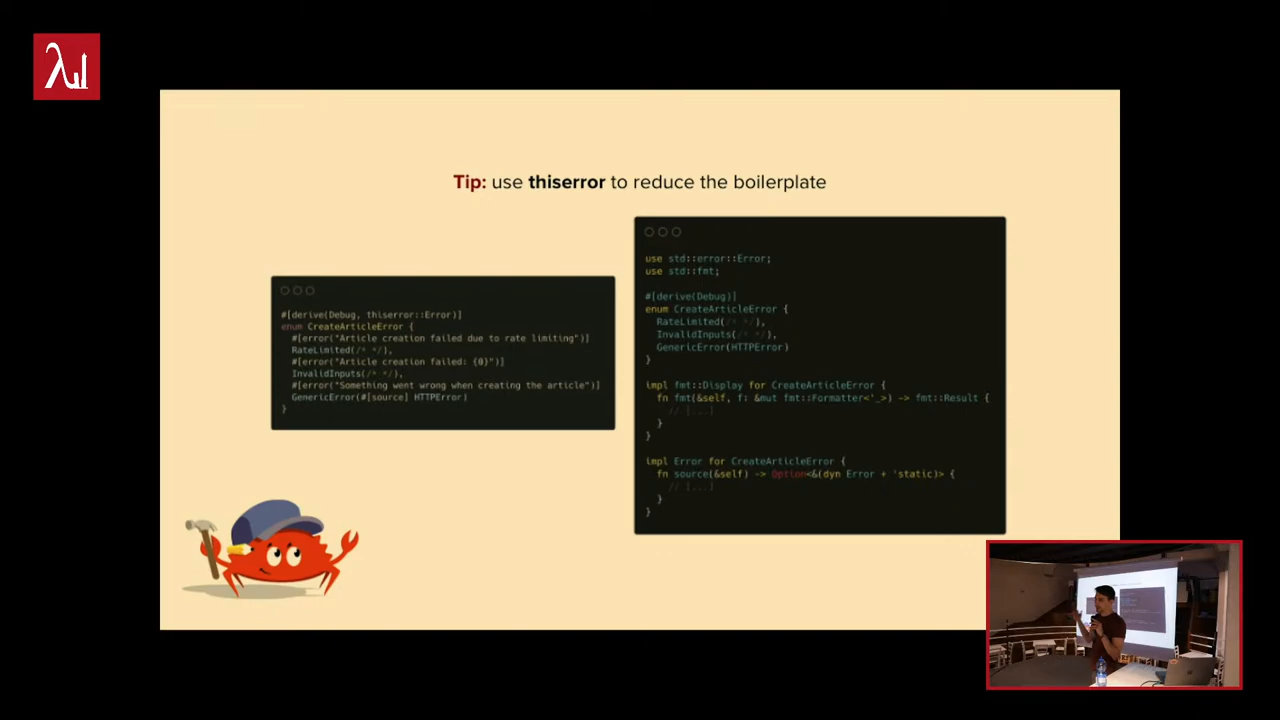 λ
Tip: use thiserror to reduce the boilerplate
#[derive(Debug, thiserror::Error)]
enum CreateArticleError {
#[error("Article creation failed due to rate limiting")]
RateLimited(/* */),
#[error("Article creation failed: {0}")]
InvalidInputs(/* */),
#[error("Something went wrong when creating the article")]
GenericError(#[source] HTTPError)
}
use std::error::Error;
use std::fmt;
#[derive(Debug)]
enum CreateArticleError {
RateLimited(/* */),
InvalidInputs(/* */),
GenericError(HTTPError)
}
impl fmt::Display for CreateArticleError {
fn fmt(&self, f: &mut fmt::Formatter<'_>) -> fmt::Result {
// [...]
}
}
impl Error for CreateArticleError {
fn source(&self) -> Option<&(dyn Error + 'static)> {
// [...]
}
}